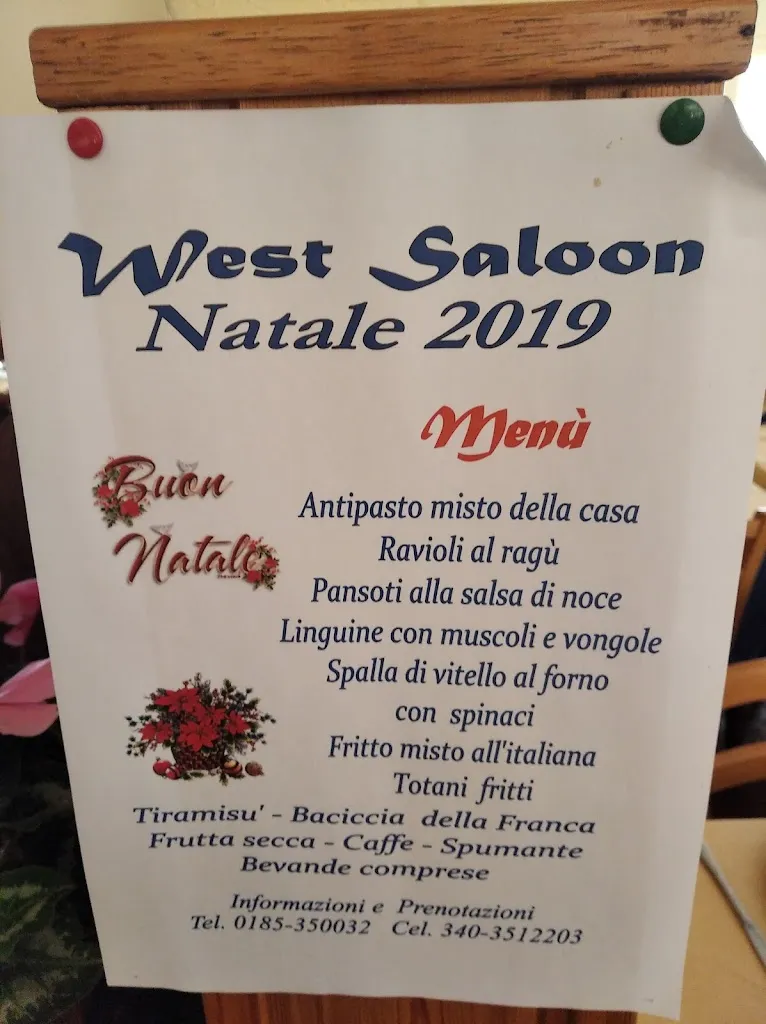 West Saloon
Natale 2019
Menù
Buon
Natale
Antipasto misto della casa
Ravioli al ragù
Pansoti alla salsa di noce
Linguine con muscoli e vongole
Spalla di vitello al forno
con spinaci
Fritto misto all'italiana
Totani fritti
Tiramisu' - Baciccia della Franca
Frutta secca - Caffe - Spumante
Bevande comprese
Informazioni e Prenotazioni
Tel. 0185-350032 Cel. 340-3512203